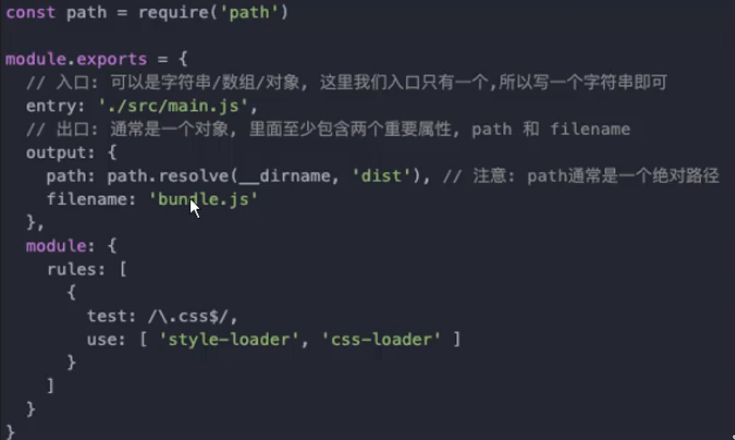 const path = require('path')
module.exports = {
// 入口: 可以是字符串/数组/对象, 这里我们入口只有一个,所以写一个字符串即可
entry: './src/main.js',
// 出口: 通常是一个对象, 里面至少包含两个重要属性, path 和 filename
output: {
path: path.resolve(__dirname, 'dist'), // 注意: path通常是一个绝对路径
filename: 'bundle.js'
},
module: {
rules: [
{
test: /\.css$/,
use: [ 'style-loader', 'css-loader' ]
}
]
}
}